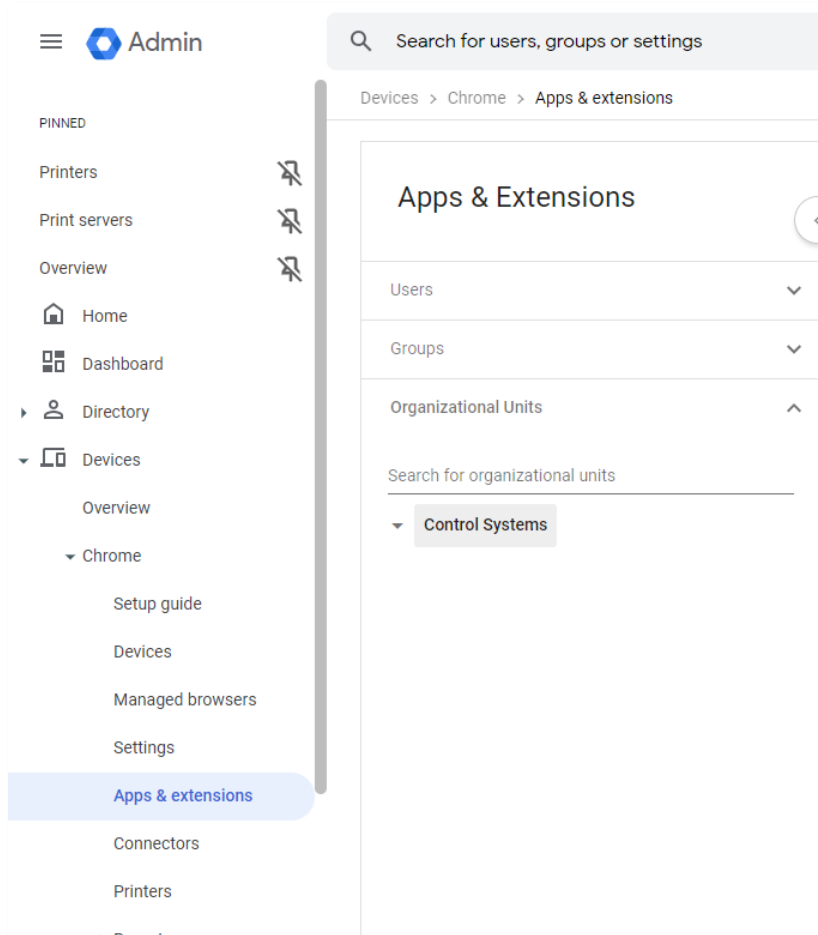 Admin
Search for users, groups or settings
Devices > Chrome > Apps & extensions
PINNED
Printers
Print servers
Overview
Home
Dashboard
Directory
Devices
Overview
Chrome
Setup guide
Devices
Managed browsers
Settings
Apps & extensions
Connectors
Printers
Apps & Extensions
Users
Groups
Organizational Units
Search for organizational units
Control Systems